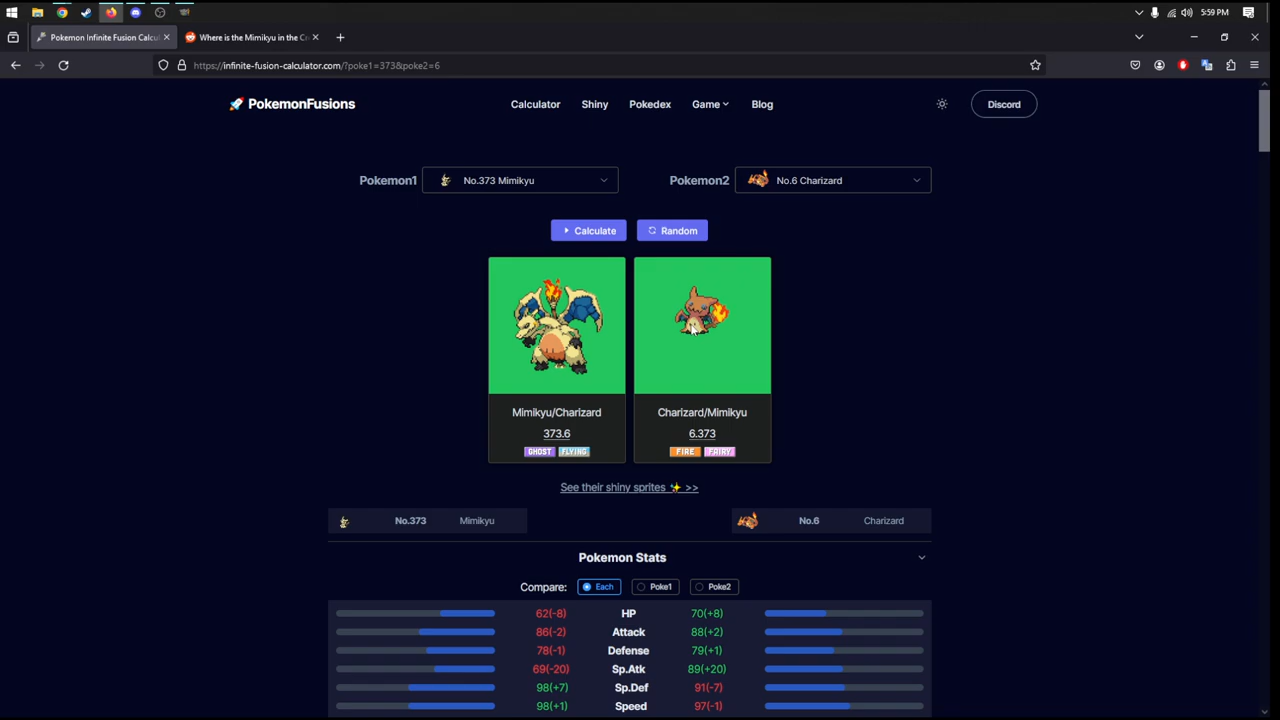 5:59 PM
Pokemon Infinite Fusion Calcu
Where is the Mimikyu in the C
https://infinite-fusion-calculator.com/?poke1=373&poke2=6
PokemonFusions
Calculator Shiny Pokedex Game Blog
Discord
Pokemon1 No.373 Mimikyu Pokemon2 No.6 Charizard
Calculate Random
Mimikyu/Charizard Charizard/Mimikyu
373.6 6.373
GHOST FLYING FIRE FAIRY
See their shiny sprites ✨ >>
No.373 Mimikyu No.6 Charizard
Pokemon Stats
Compare: Each Poke1 Poke2
62(-8) HP 70(+8)
86(-2) Attack 88(+2)
78(-1) Defense 79(+1)
69(-20) Sp.Atk 89(+20)
98(+7) Sp.Def 91(-7)
98(+1) Speed 97(-1)